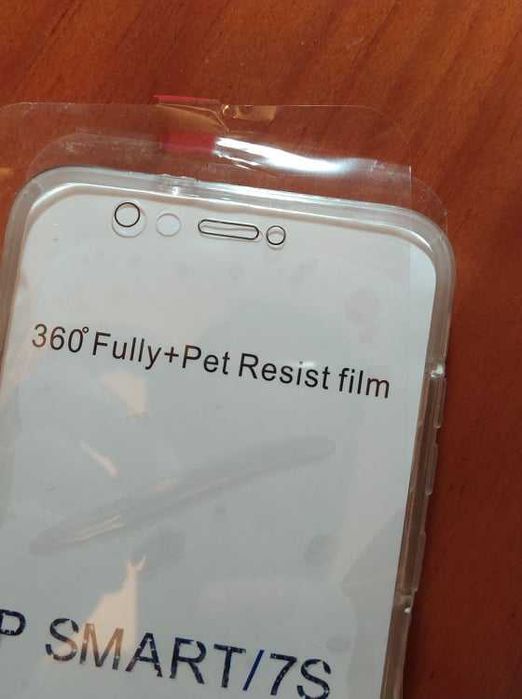 360° Fully+Pet Resist film
P SMART/7S